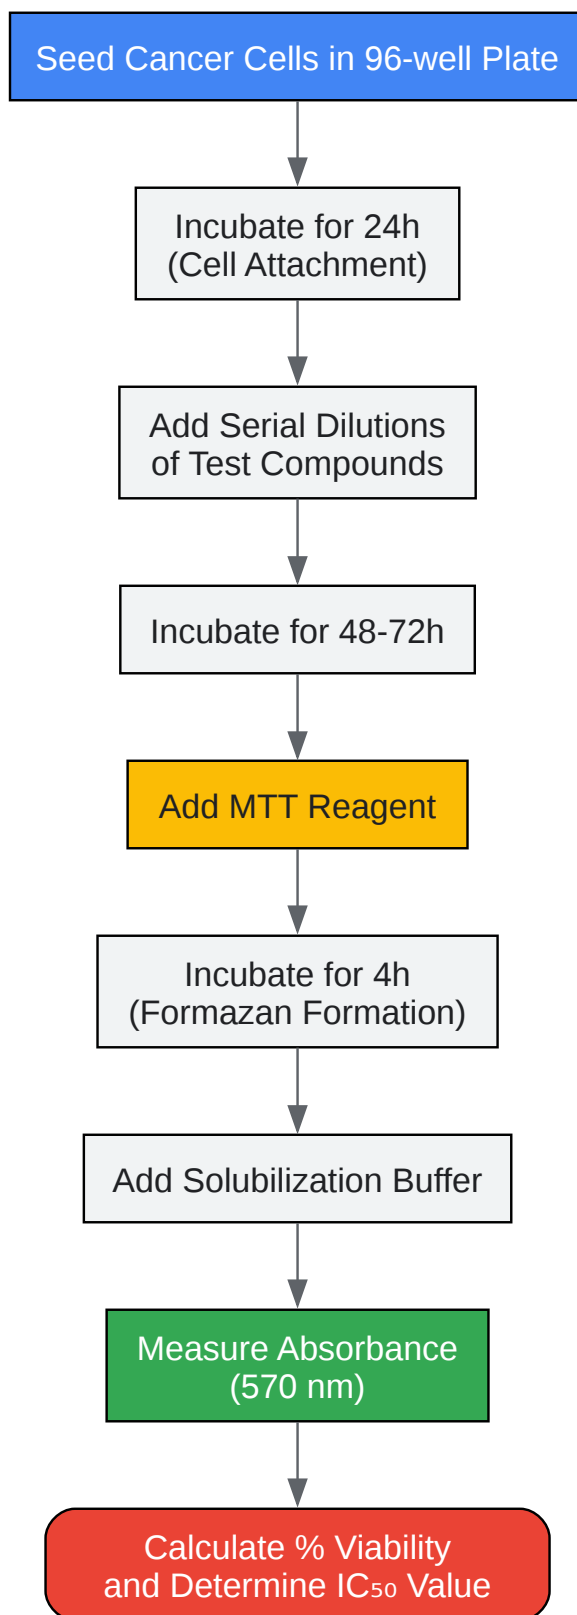 Seed Cancer Cells in 96-well Plate
Incubate for 24h
(Cell Attachment)
Add Serial Dilutions
of Test Compounds
Incubate for 48-72h
Add MTT Reagent
Incubate for 4h
(Formazan Formation)
Add Solubilization Buffer
Measure Absorbance
(570 nm)
Calculate % Viability
and Determine IC₅₀ Value